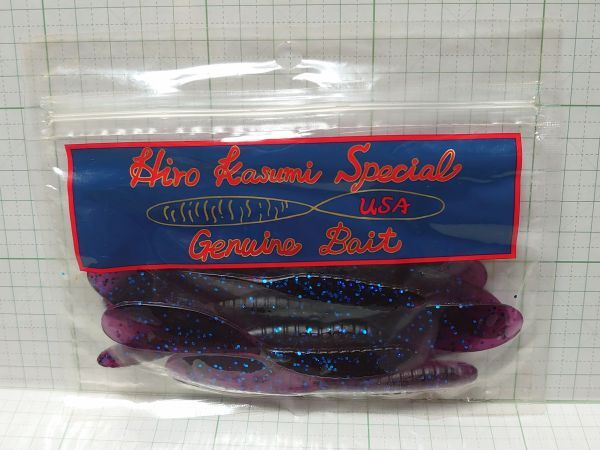 Hiro Kasumi Special
USA
Genuine Bait